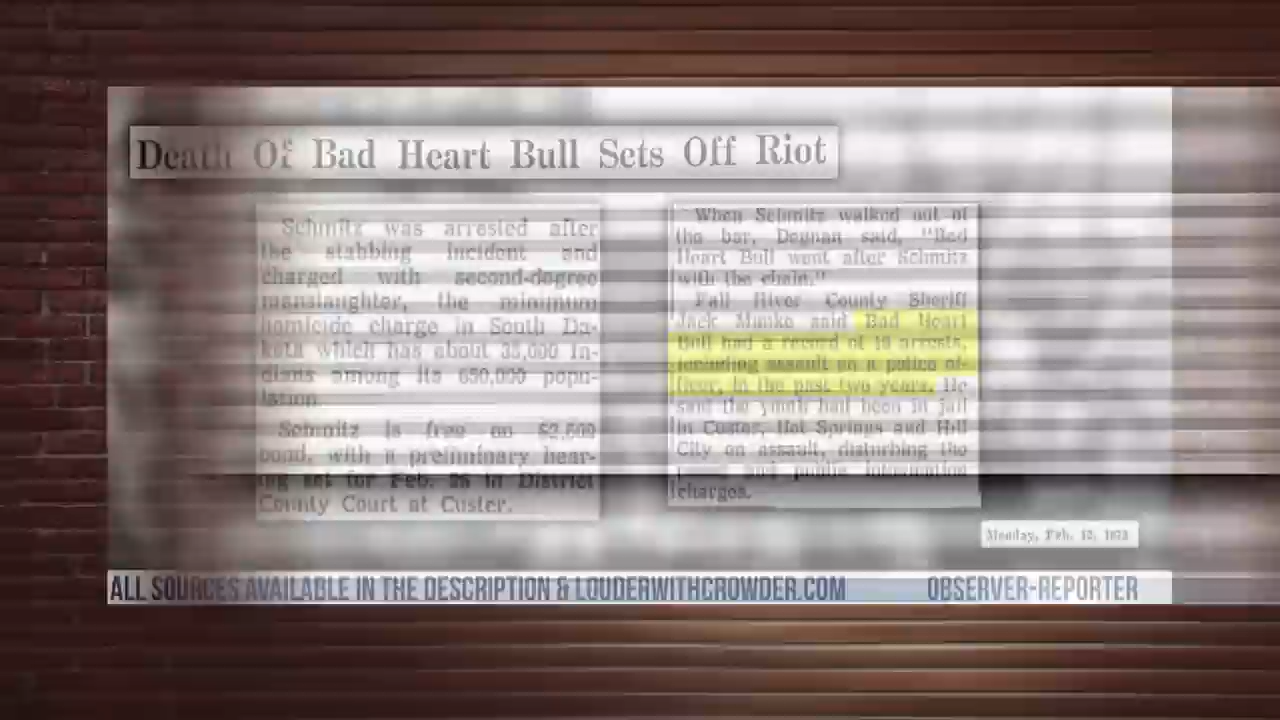 Death Of Bad Heart Bull Sets Off Riot
Schmitz was arrested after
the stabbing incident and
charged with second-degree
manslaughter, the minimum
homicide charge in South Da-
kota which has about 35,000 In-
dians among its 650,000 popu-
lation.
Schmitz is free on $2,500
bond, with a preliminary hear-
ing set for Feb. 26 in District
County Court at Custer.
When Schmitz walked out of
the bar, Degnan said, "Bad
Heart Bull went after Schmitz
with the chain."
Fall River County Sheriff
Jack Manke said Bad Heart
Bull had a record of 19 arrests,
including assault on a police of-
ficer, in the past two years. He
said the youth had been in jail
in Custer, Hot Springs and Hill
City on assault, disturbing the
and public intoxication
charges.
Monday, Feb. 12, 1973
ALL SOURCES AVAILABLE IN THE DESCRIPTION & LOUDERWITHCROWDER.COM
OBSERVER-REPORTER